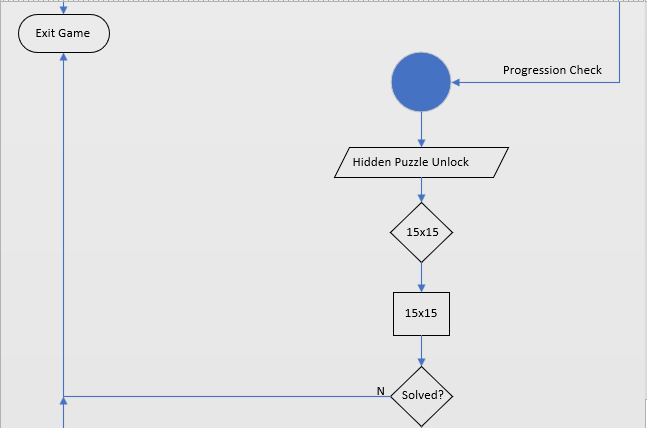 Exit Game
Progression Check
Hidden Puzzle Unlock
15x15
15x15
N
Solved?